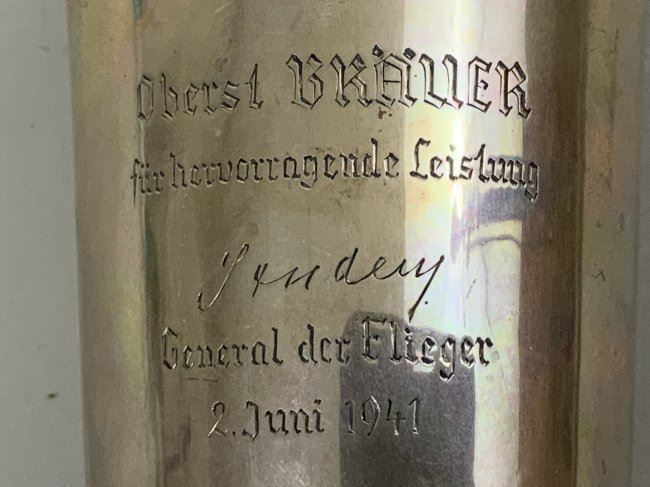 Oberst BRÄUER
für hervorragende Leistung
General der Flieger
2. Juni 1941